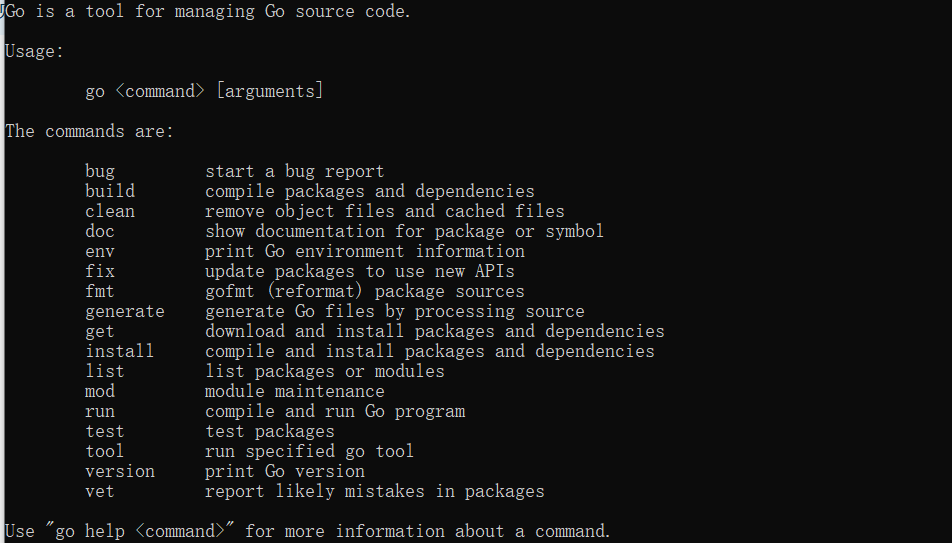 Go is a tool for managing Go source code.
Usage:
go <command> [arguments]
The commands are:
bug start a bug report
build compile packages and dependencies
clean remove object files and cached files
doc show documentation for package or symbol
env print Go environment information
fix update packages to use new APIs
fmt gofmt (reformat) package sources
generate generate Go files by processing source
get download and install packages and dependencies
install compile and install packages and dependencies
list list packages or modules
mod module maintenance
run compile and run Go program
test test packages
tool run specified go tool
version print Go version
vet report likely mistakes in packages
Use "go help <command>" for more information about a command.